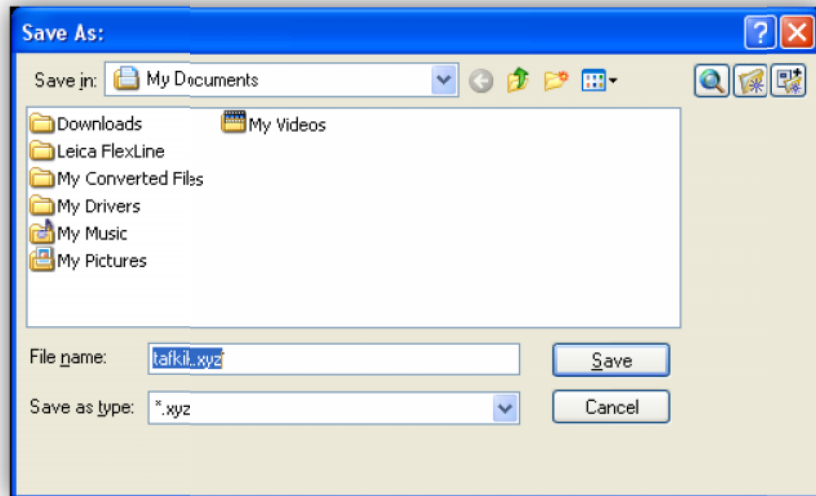 Save As:
Save in: My Documents
Downloads
Leica FlexLine
My Converted Files
My Drivers
My Music
My Pictures
My Videos
File name: tafkik.xyz Save
Save as type: *.xyz Cancel